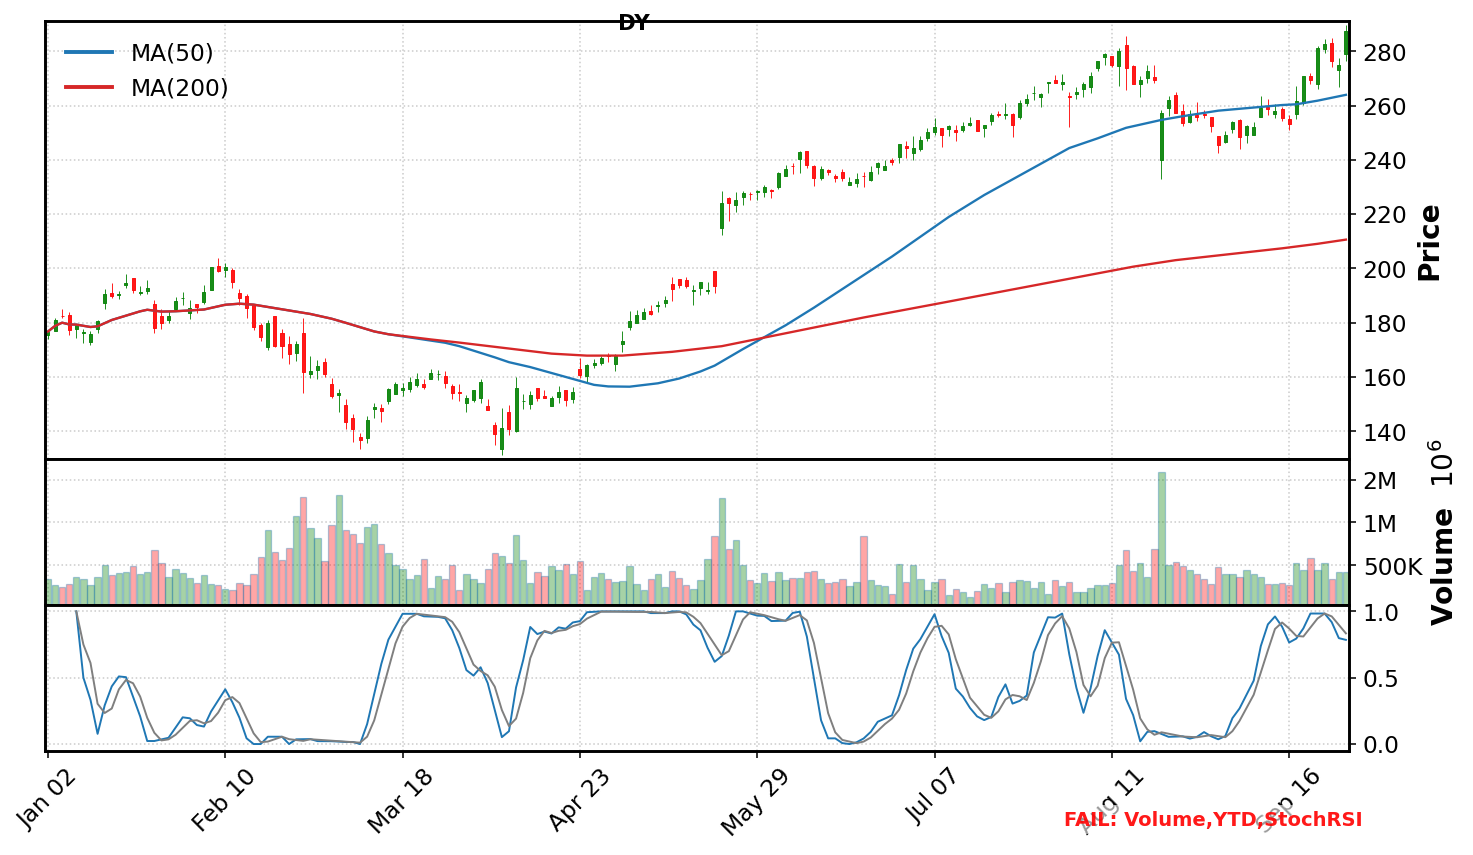 DY
MA(50)
MA(200)
280
260
240
220
200
180
160
140
Price
2M
1M
500K
Volume 10^6
1.0
0.5
0.0
Jan 02
Feb 10
Mar 18
Apr 23
May 29
Jul 07
Aug 11
Sep 16
FAIL: Volume,YTD,StochRSI